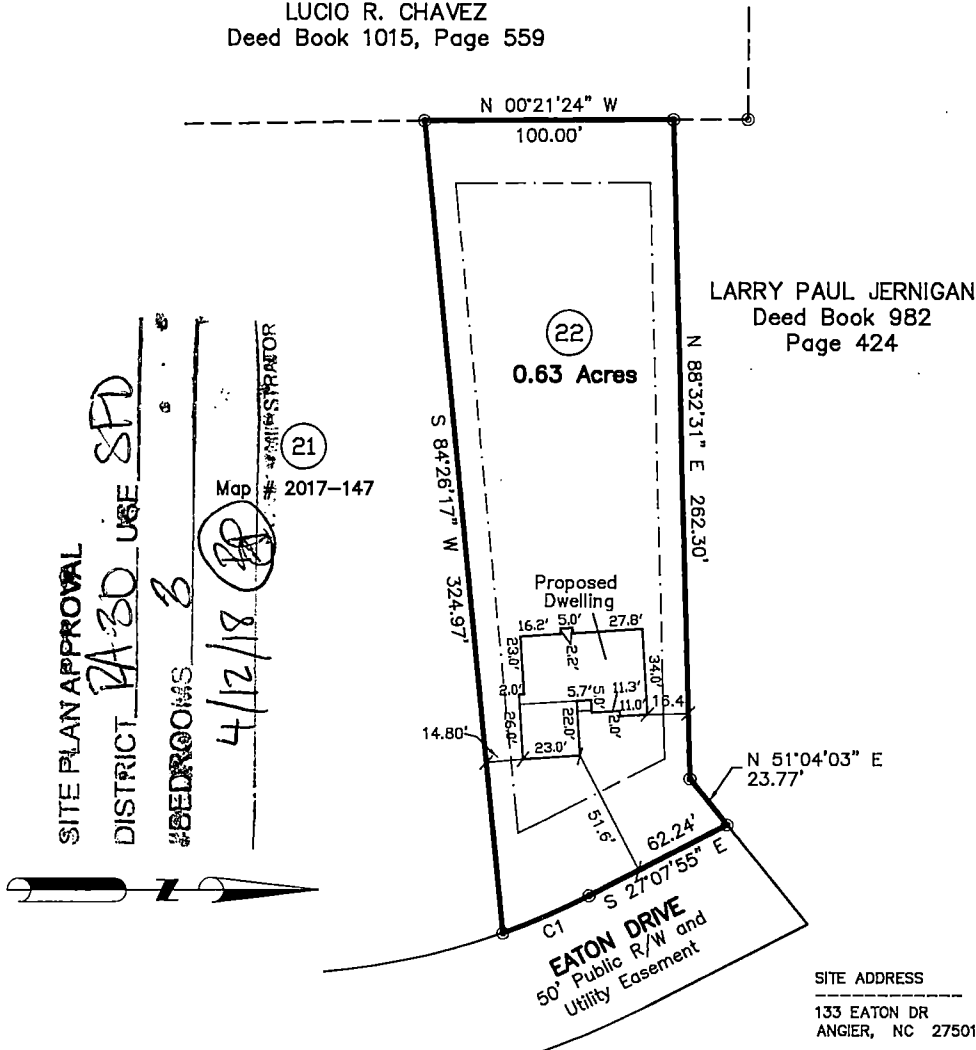 LUCIO R. CHAVEZ
Deed Book 1015, Page 559
N 00°21'24" W
100.00'
LARRY PAUL JERNIGAN
Deed Book 982
Page 424
22
0.63 Acres
N 88°32'31" E 262.30'
S 84°26'17" W 324.97'
21
Map # 2017-147
SITE PLAN APPROVAL
DISTRICT RA30 USE SFD
#BEDROOMS 3
4/12/18
Proposed
Dwelling
16.2'
5.0'
27.8'
23.0'
2.2'
34.0'
2.0'
5.7'
5.0'
11.3'
11.0'
2.0'
16.4
26.0'
22.0'
14.80'
23.0'
N 51°04'03" E
23.77'
51.6'
62.24'
S 27°07'55" E
C1
EATON DRIVE
50' Public R/W and
Utility Easement
N
SITE ADDRESS
133 EATON DR
ANGIER, NC 27501